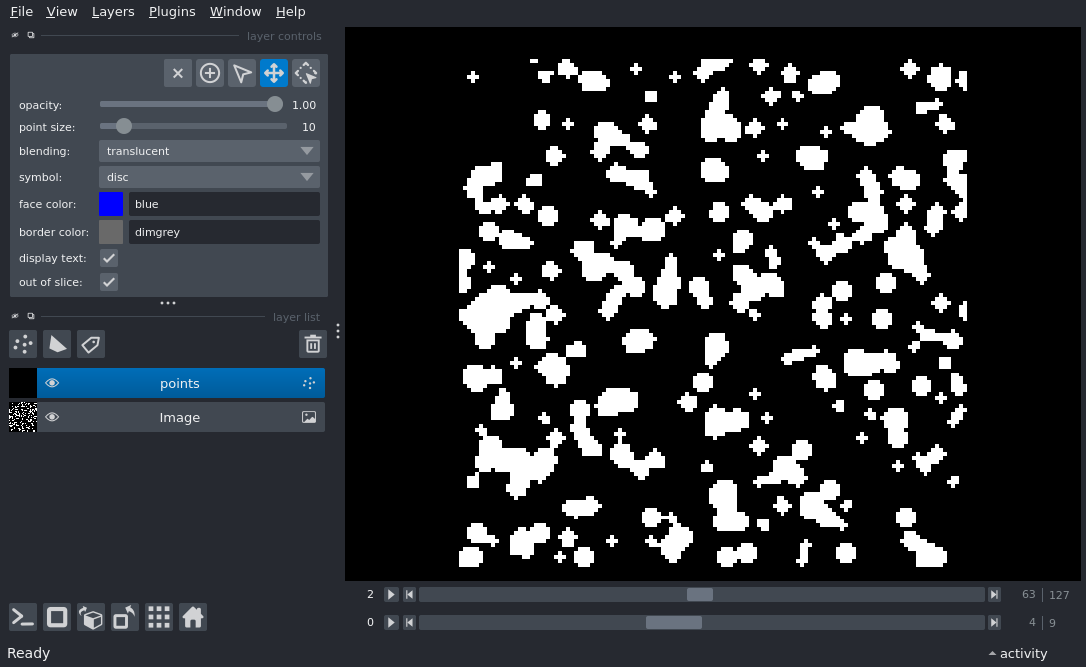 File View Layers Plugins Window Help
layer controls
opacity: 1.00
point size: 10
blending: translucent
symbol: disc
face color: blue
border color: dimgrey
display text:
out of slice:
layer list
points
Image
2 63 127
0 4 9
Ready activity